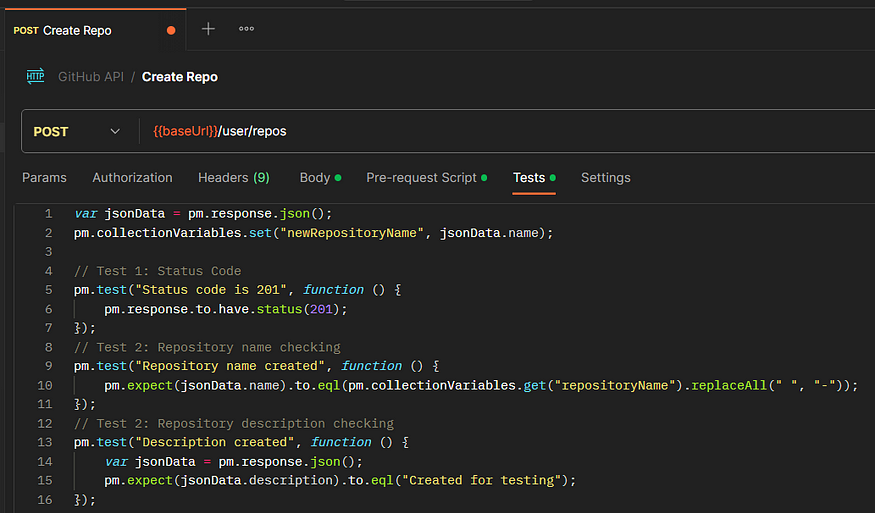 POST Create Repo
GitHub API / Create Repo
POST {{baseUrl}}/user/repos
Params Authorization Headers (9) Body Pre-request Script Tests Settings
1 var jsonData = pm.response.json();
2 pm.collectionVariables.set("newRepositoryName", jsonData.name);
3
4 // Test 1: Status Code
5 pm.test("Status code is 201", function () {
6 pm.response.to.have.status(201);
7 });
8 // Test 2: Repository name checking
9 pm.test("Repository name created", function () {
10 pm.expect(jsonData.name).to.eql(pm.collectionVariables.get("repositoryName").replaceAll(" ", "-"));
11 });
12 // Test 2: Repository description checking
13 pm.test("Description created", function () {
14 var jsonData = pm.response.json();
15 pm.expect(jsonData.description).to.eql("Created for testing");
16 });